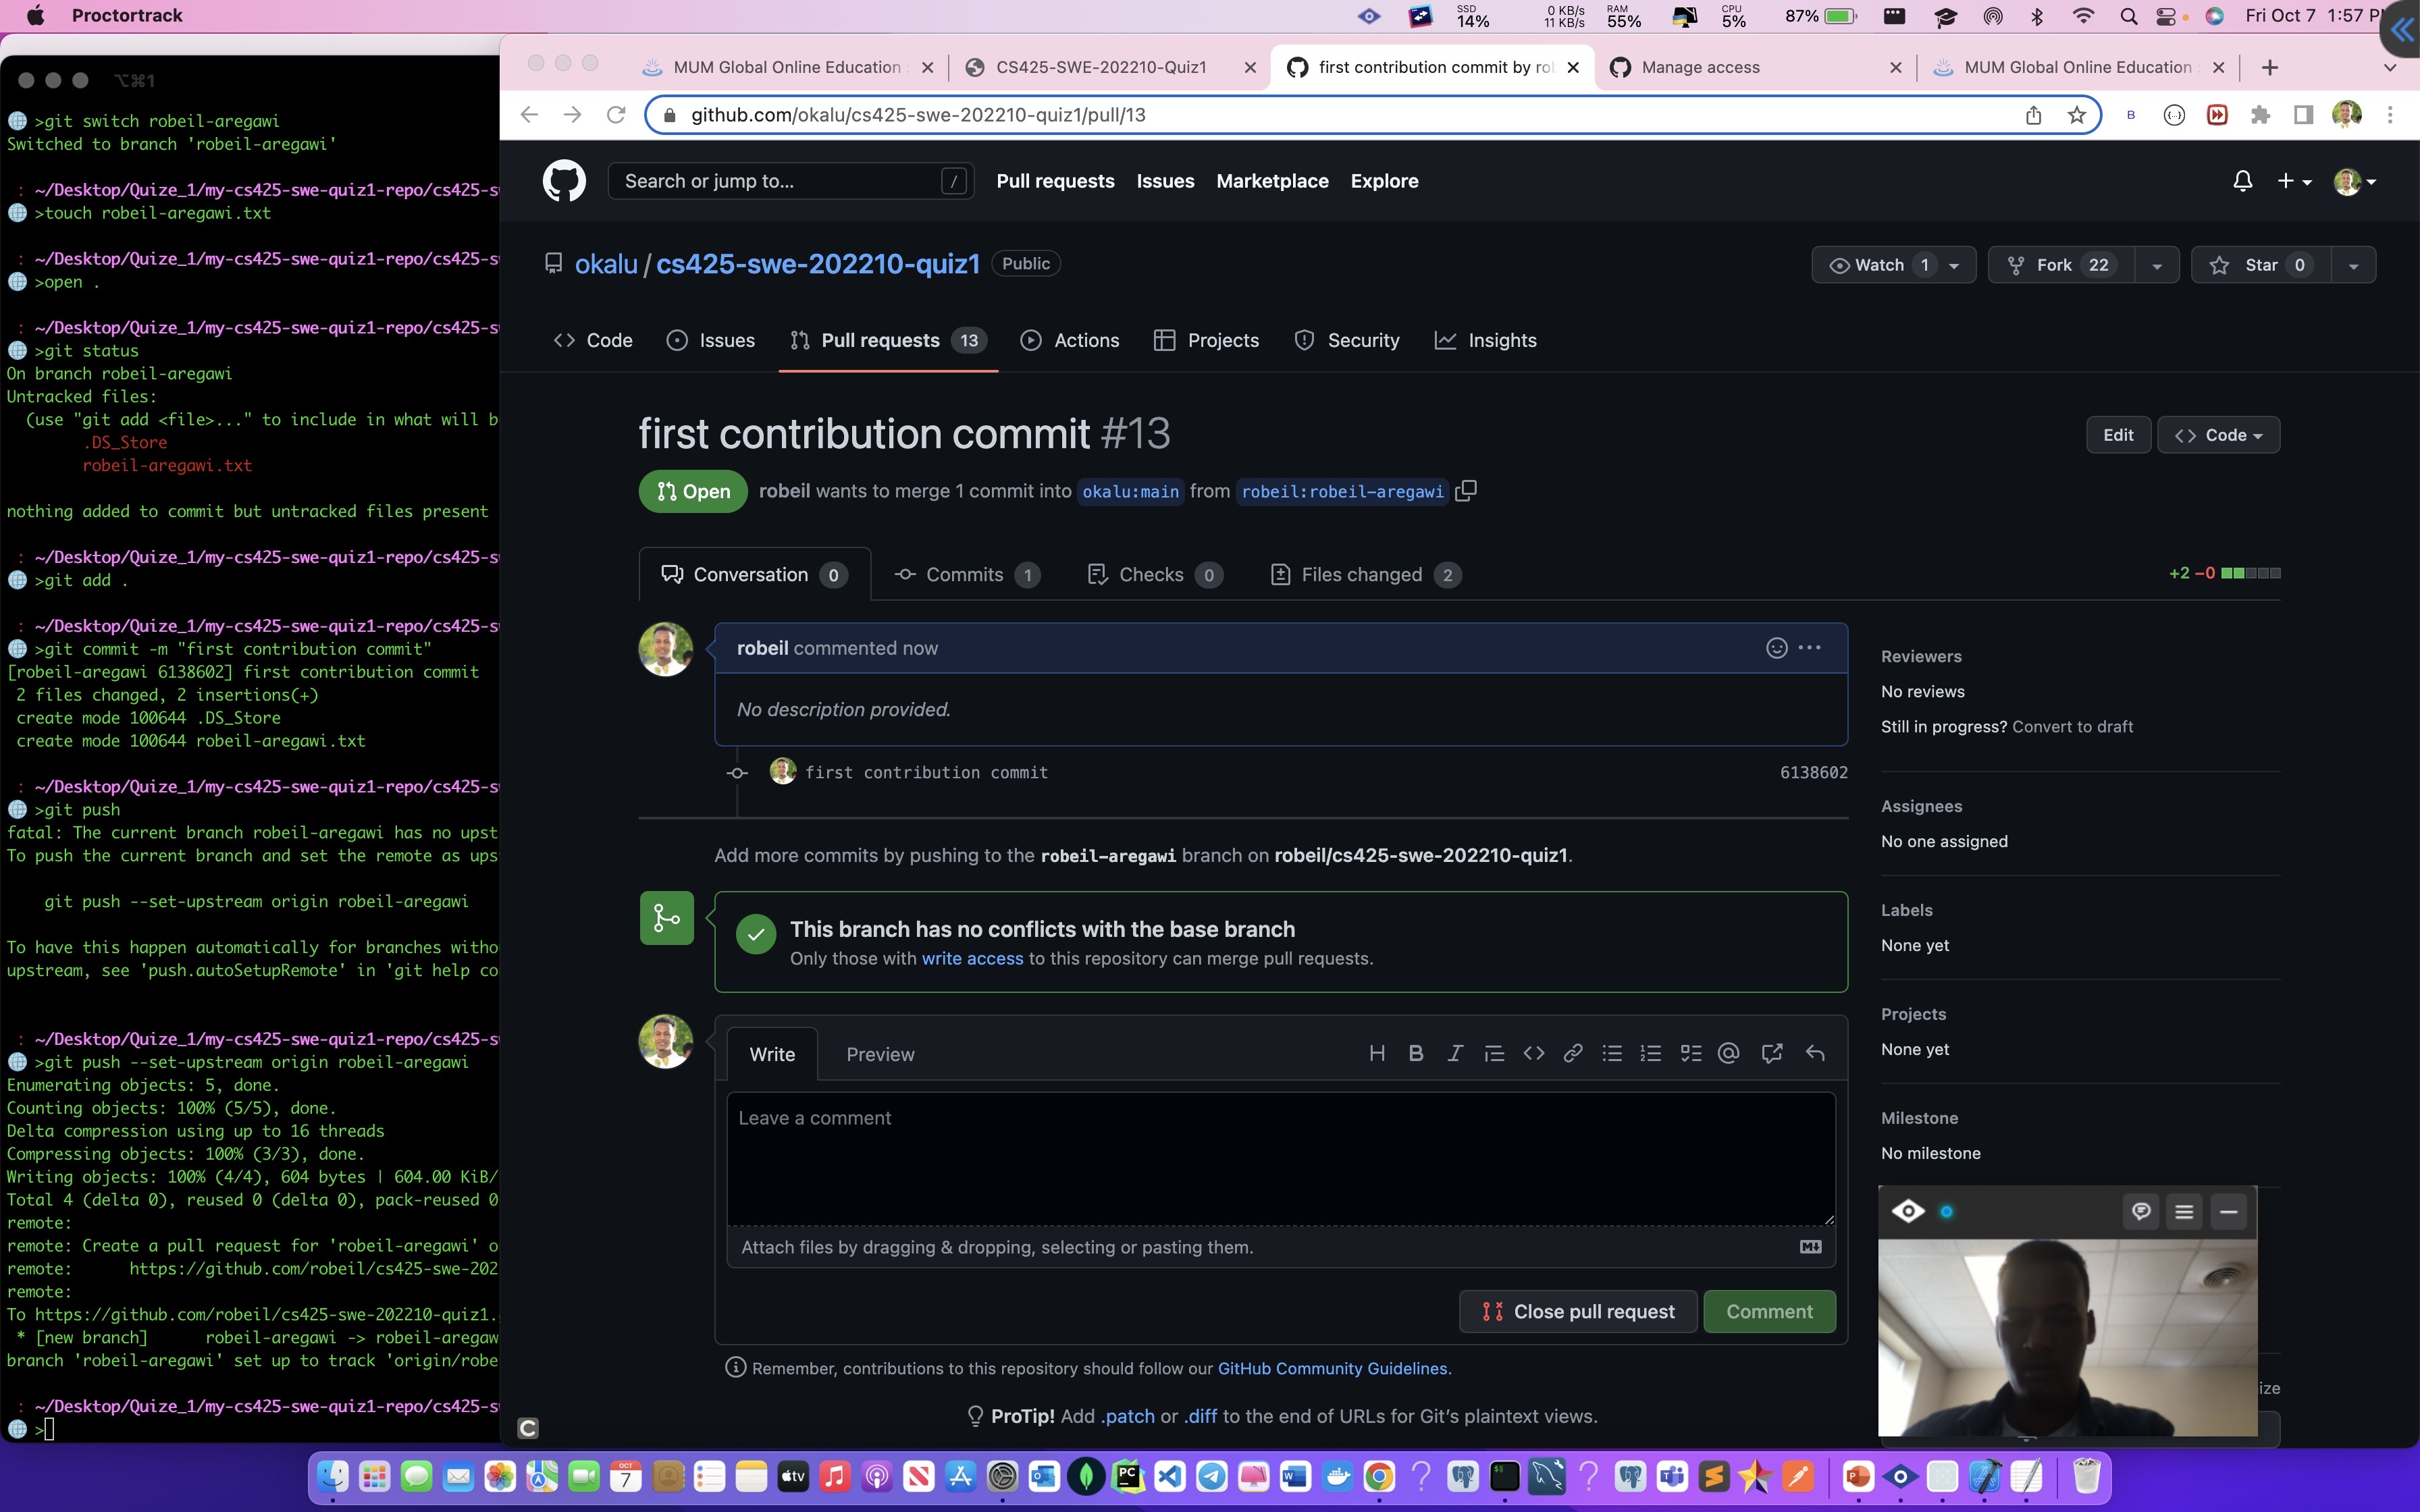 Proctortrack
SSD 14%
0 KB/s 11 KB/s
RAM 55%
CPU 5%
87%
Fri Oct 7 1:57 P
⌥⌘1
>git switch robeil-aregawi
Switched to branch 'robeil-aregawi'
: ~/Desktop/Quize_1/my-cs425-swe-quiz1-repo/cs425-s
>touch robeil-aregawi.txt
: ~/Desktop/Quize_1/my-cs425-swe-quiz1-repo/cs425-s
>open .
: ~/Desktop/Quize_1/my-cs425-swe-quiz1-repo/cs425-s
>git status
On branch robeil-aregawi
Untracked files:
(use "git add <file>..." to include in what will b
.DS_Store
robeil-aregawi.txt
nothing added to commit but untracked files present
: ~/Desktop/Quize_1/my-cs425-swe-quiz1-repo/cs425-s
>git add .
: ~/Desktop/Quize_1/my-cs425-swe-quiz1-repo/cs425-s
>git commit -m "first contribution commit"
[robeil-aregawi 6138602] first contribution commit
2 files changed, 2 insertions(+)
create mode 100644 .DS_Store
create mode 100644 robeil-aregawi.txt
: ~/Desktop/Quize_1/my-cs425-swe-quiz1-repo/cs425-s
>git push
fatal: The current branch robeil-aregawi has no upst
To push the current branch and set the remote as ups
git push --set-upstream origin robeil-aregawi
To have this happen automatically for branches witho
upstream, see 'push.autoSetupRemote' in 'git help co
: ~/Desktop/Quize_1/my-cs425-swe-quiz1-repo/cs425-s
>git push --set-upstream origin robeil-aregawi
Enumerating objects: 5, done.
Counting objects: 100% (5/5), done.
Delta compression using up to 16 threads
Compressing objects: 100% (3/3), done.
Writing objects: 100% (4/4), 604 bytes | 604.00 KiB/
Total 4 (delta 0), reused 0 (delta 0), pack-reused 0
remote:
remote: Create a pull request for 'robeil-aregawi' o
remote: https://github.com/robeil/cs425-swe-202
remote:
To https://github.com/robeil/cs425-swe-202210-quiz1.
* [new branch] robeil-aregawi -> robeil-aregaw
branch 'robeil-aregawi' set up to track 'origin/robe
: ~/Desktop/Quize_1/my-cs425-swe-quiz1-repo/cs425-s
>
MUM Global Online Education
CS425-SWE-202210-Quiz1
first contribution commit by rob
Manage access
MUM Global Online Education
github.com/okalu/cs425-swe-202210-quiz1/pull/13
Search or jump to... /
Pull requests Issues Marketplace Explore
okalu / cs425-swe-202210-quiz1 Public
Watch 1 Fork 22 Star 0
Code Issues Pull requests 13 Actions Projects Security Insights
first contribution commit #13
Edit <> Code
Open robeil wants to merge 1 commit into okalu:main from robeil:robeil-aregawi
Conversation 0 Commits 1 Checks 0 Files changed 2
+2 −0
robeil commented now
No description provided.
first contribution commit 6138602
Add more commits by pushing to the robeil-aregawi branch on robeil/cs425-swe-202210-quiz1.
This branch has no conflicts with the base branch
Only those with write access to this repository can merge pull requests.
Write Preview
Leave a comment
Attach files by dragging & dropping, selecting or pasting them.
Close pull request Comment
Remember, contributions to this repository should follow our GitHub Community Guidelines.
ProTip! Add .patch or .diff to the end of URLs for Git's plaintext views.
Reviewers
No reviews
Still in progress? Convert to draft
Assignees
No one assigned
Labels
None yet
Projects
None yet
Milestone
No milestone
ize
C
OCT 7
tv
PC